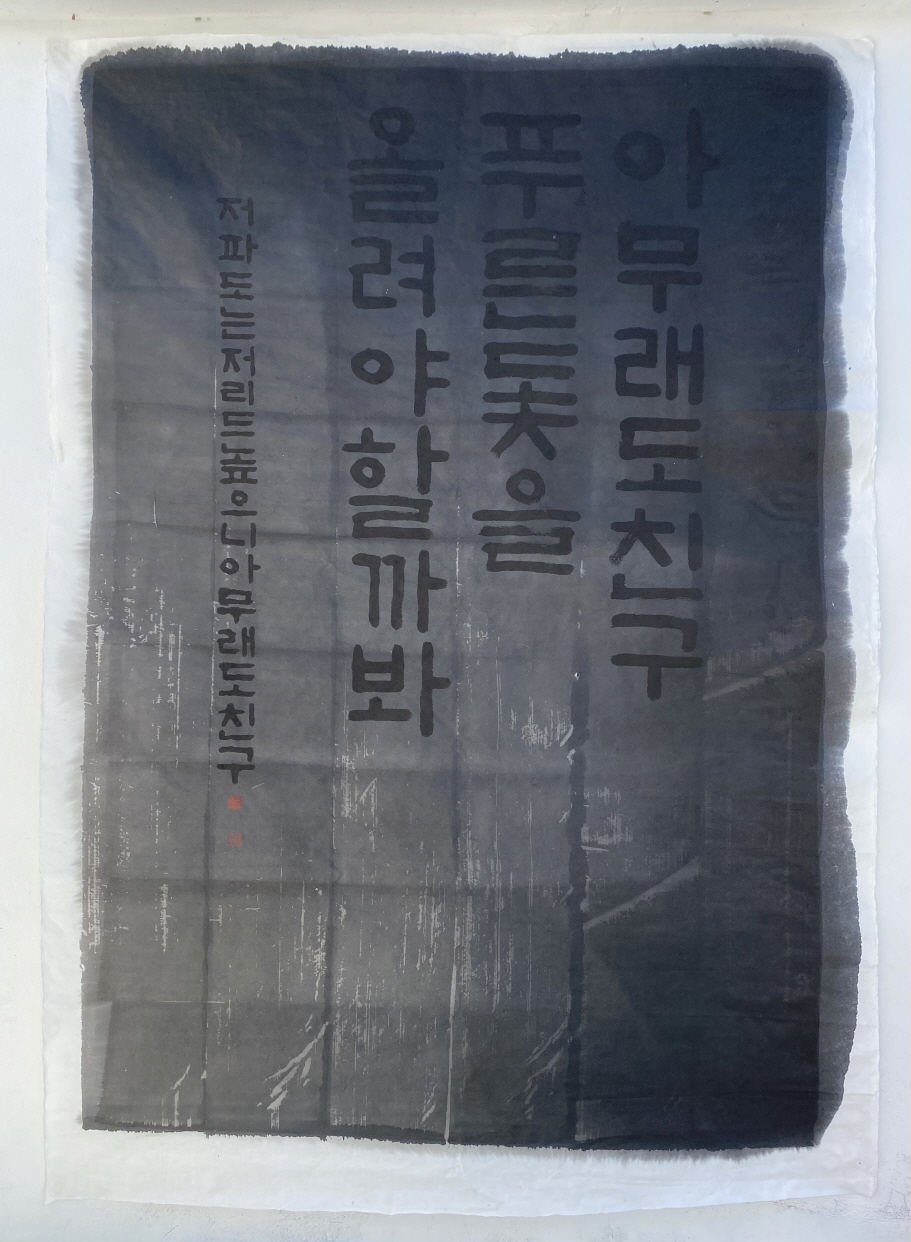 아무래도친구
푸른돛을
올려야할까봐
저파도는저리드높으니아무래도친구